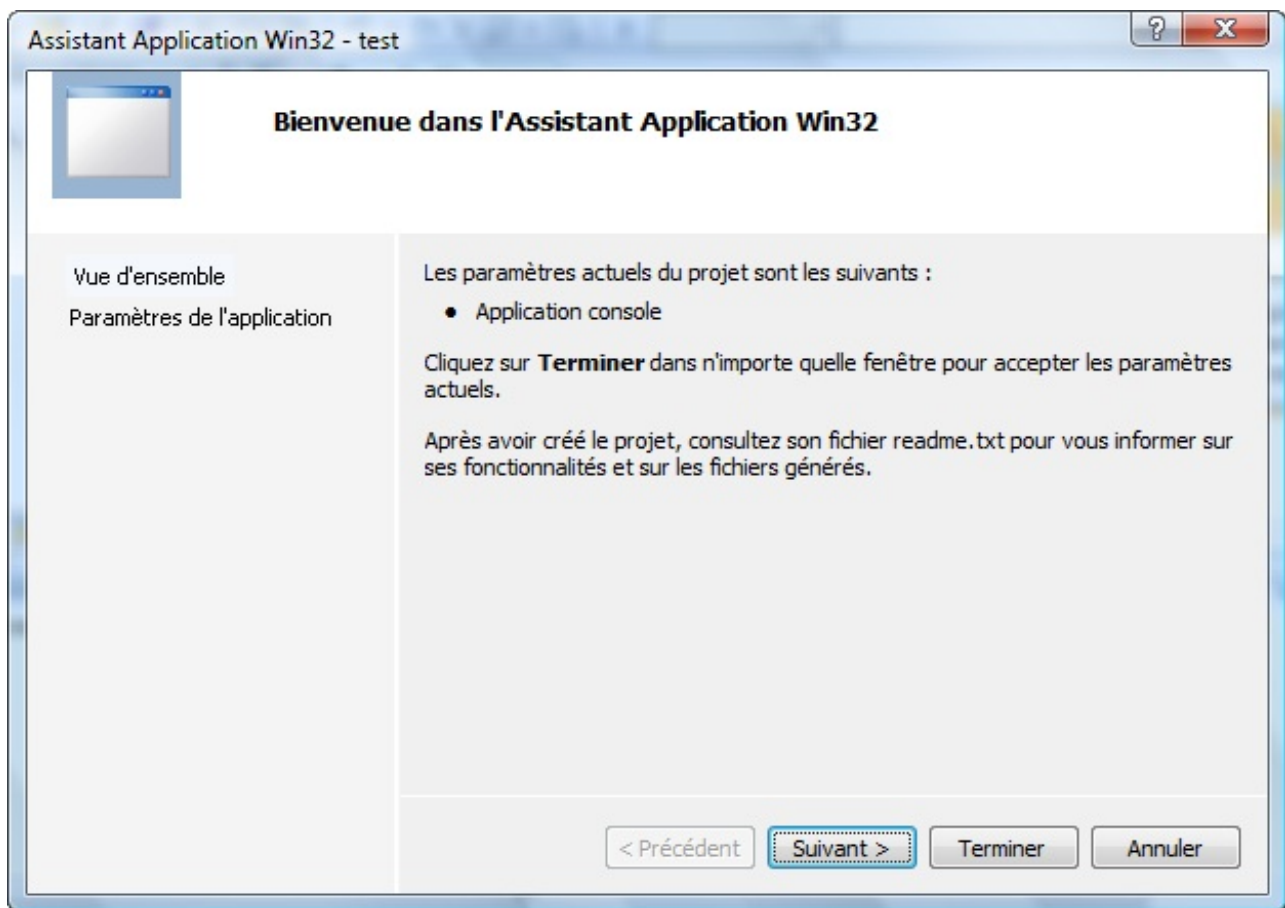 Assistant Application Win32 - test
?
X
Bienvenue dans l'Assistant Application Win32
Vue d'ensemble
Paramètres de l'application
Les paramètres actuels du projet sont les suivants :
• Application console
Cliquez sur Terminer dans n'importe quelle fenêtre pour accepter les paramètres
actuels.
Après avoir créé le projet, consultez son fichier readme.txt pour vous informer sur
ses fonctionnalités et sur les fichiers générés.
< Précédent
Suivant >
Terminer
Annuler